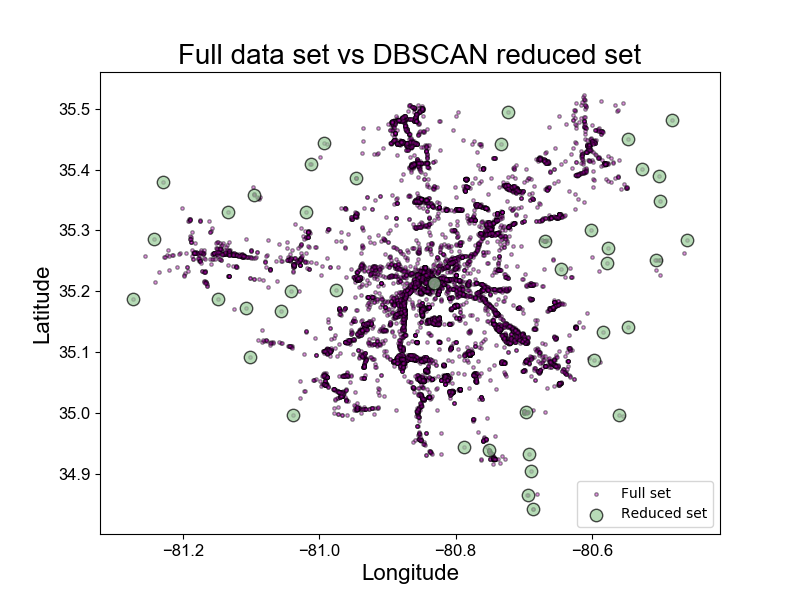 Full data set vs DBSCAN reduced set
35.5
35.4
35.3
35.2
35.1
35.0
34.9
Latitude
−81.2
−81.0
−80.8
−80.6
Longitude
Full set
Reduced set